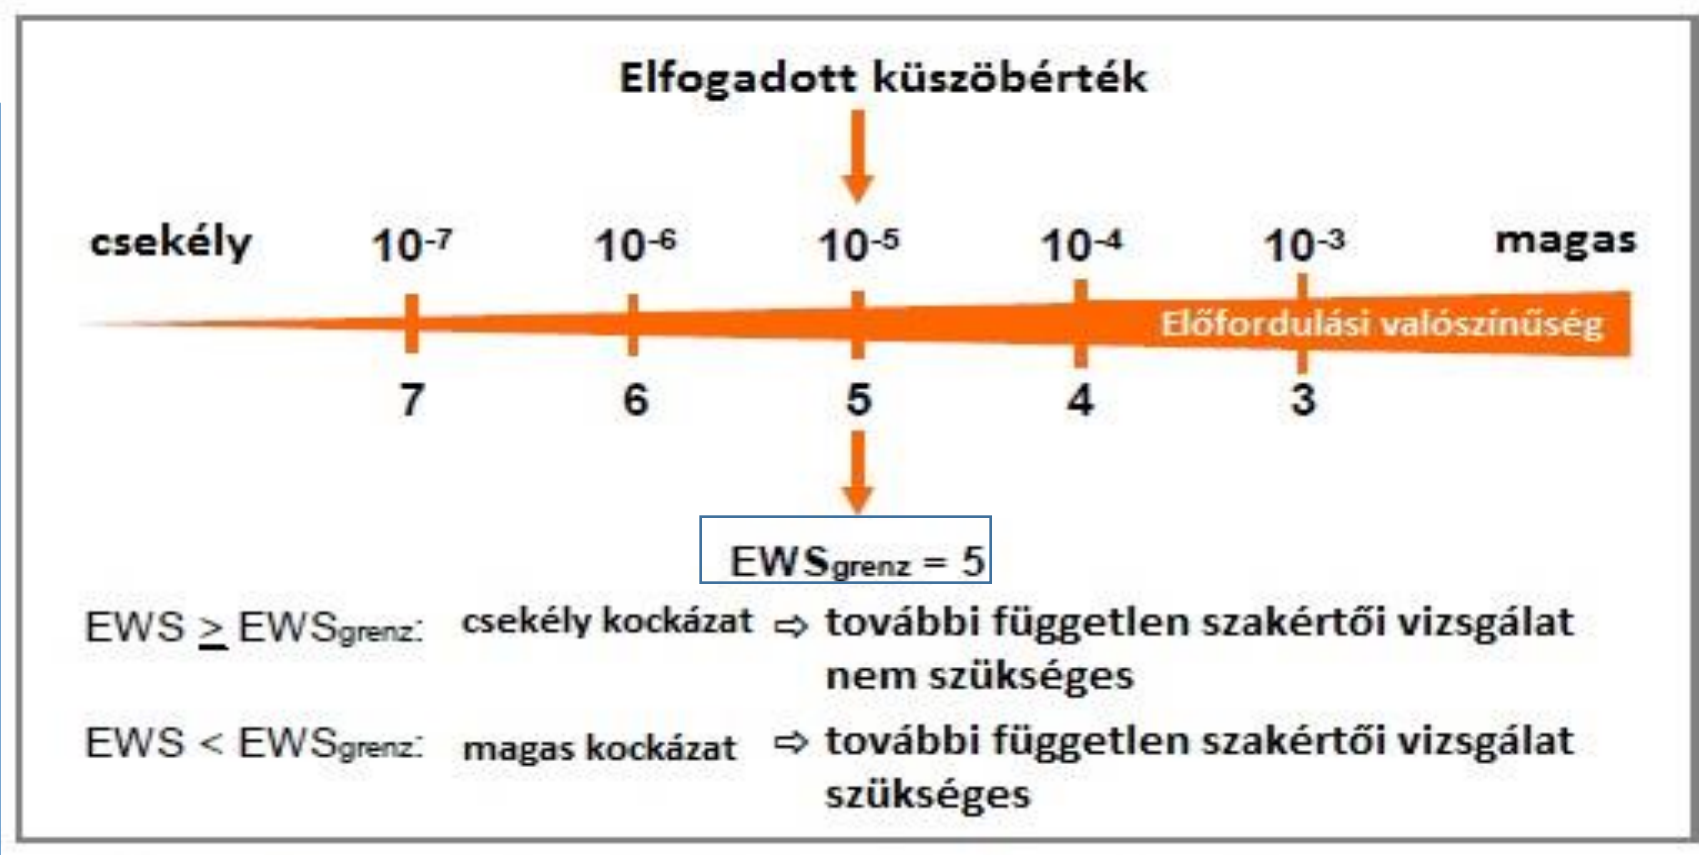 Elfogadott küszöbérték
csekély 10⁻⁷ 10⁻⁶ 10⁻⁵ 10⁻⁴ 10⁻³ magas
Előfordulási valószínűség
7 6 5 4 3
EWSgrenz = 5
EWS ≥ EWSgrenz: csekély kockázat ⇨ további független szakértői vizsgálat
nem szükséges
EWS < EWSgrenz: magas kockázat ⇨ további független szakértői vizsgálat
szükséges